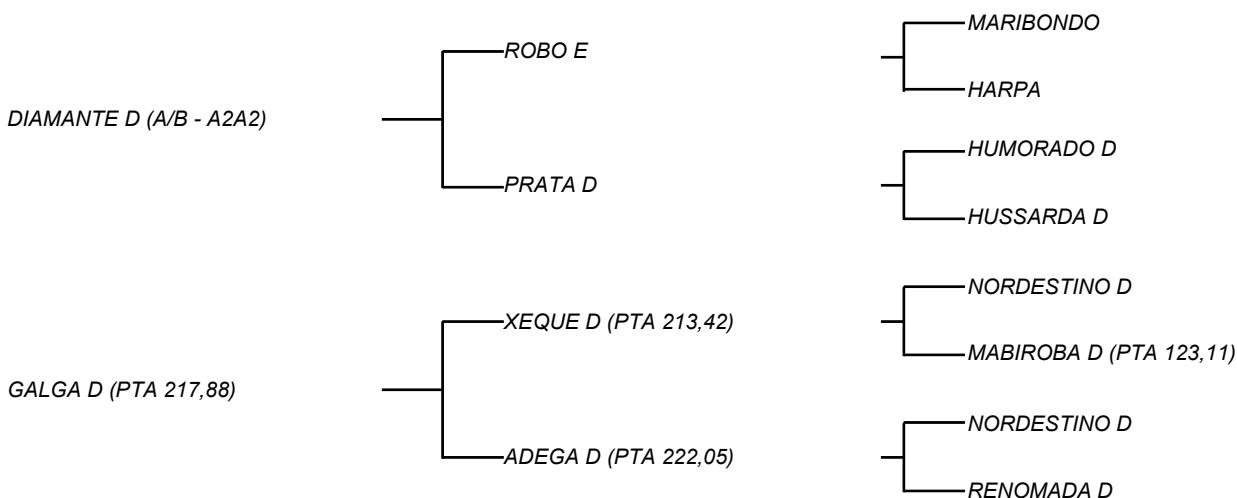 MARIBONDO
ROBO E
HARPA
DIAMANTE D (A/B - A2A2)
HUMORADO D
PRATA D
HUSSARDA D
NORDESTINO D
XEQUE D (PTA 213,42)
MABIROBA D (PTA 123,11)
GALGA D (PTA 217,88)
NORDESTINO D
ADEGA D (PTA 222,05)
RENOMADA D